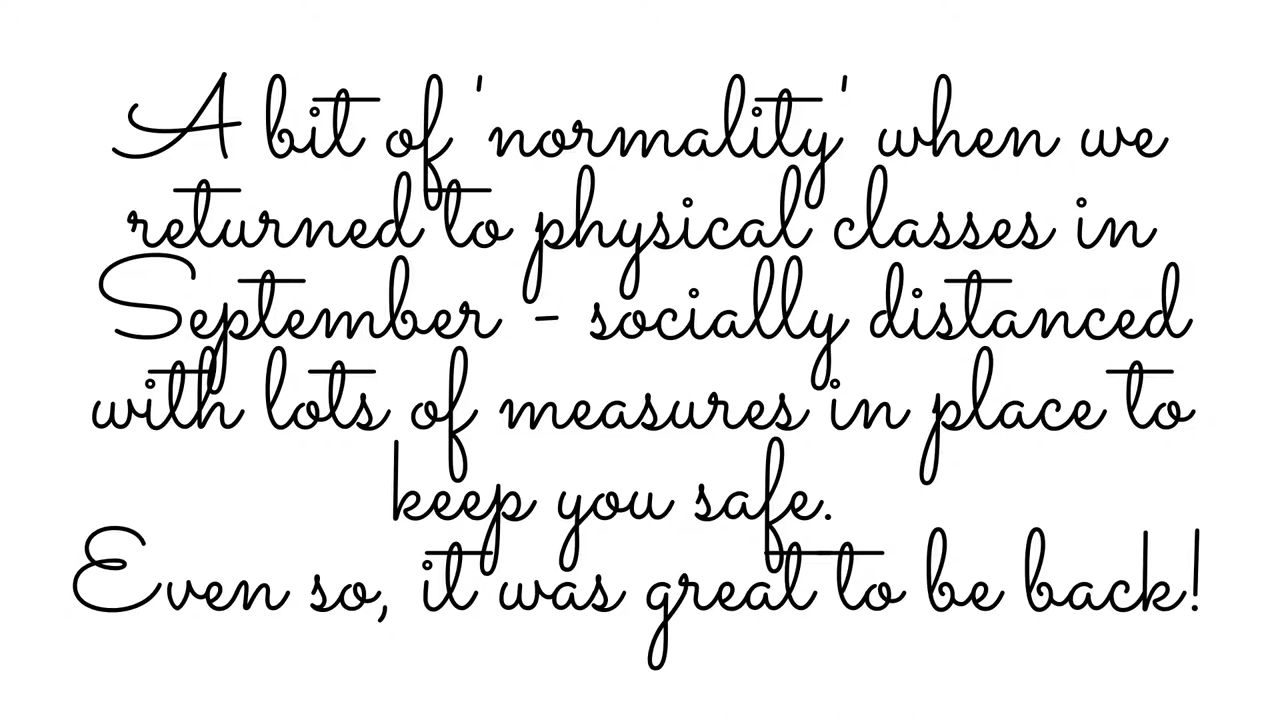 A bit of 'normality' when we
returned to physical classes in
September - socially distanced
with lots of measures in place to
keep you safe.
Even so, it was great to be back!